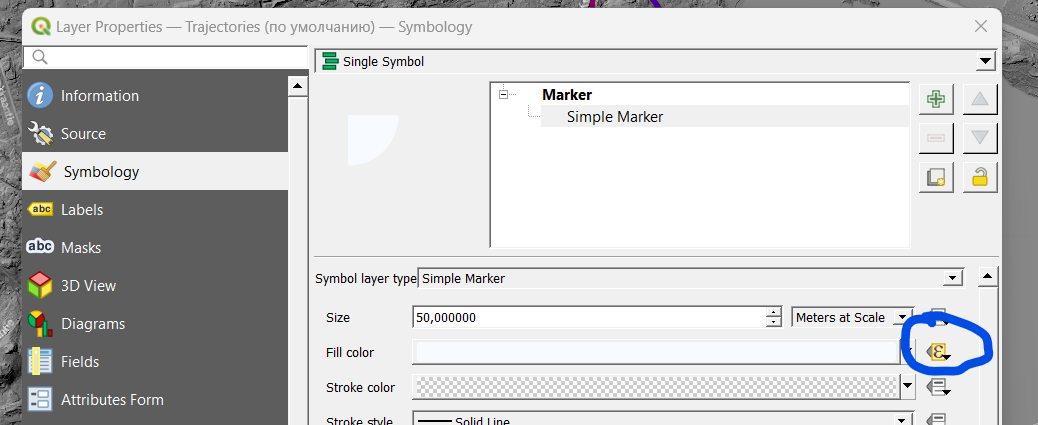 Layer Properties — Trajectories (по умолчанию) — Symbology
Single Symbol
Information
Source
Symbology
abc Labels
abc Masks
3D View
Diagrams
Fields
Attributes Form
Marker
Simple Marker
Symbol layer type Simple Marker
Size 50,000000 Meters at Scale
Fill color ε
Stroke color
Stroke style Solid Line